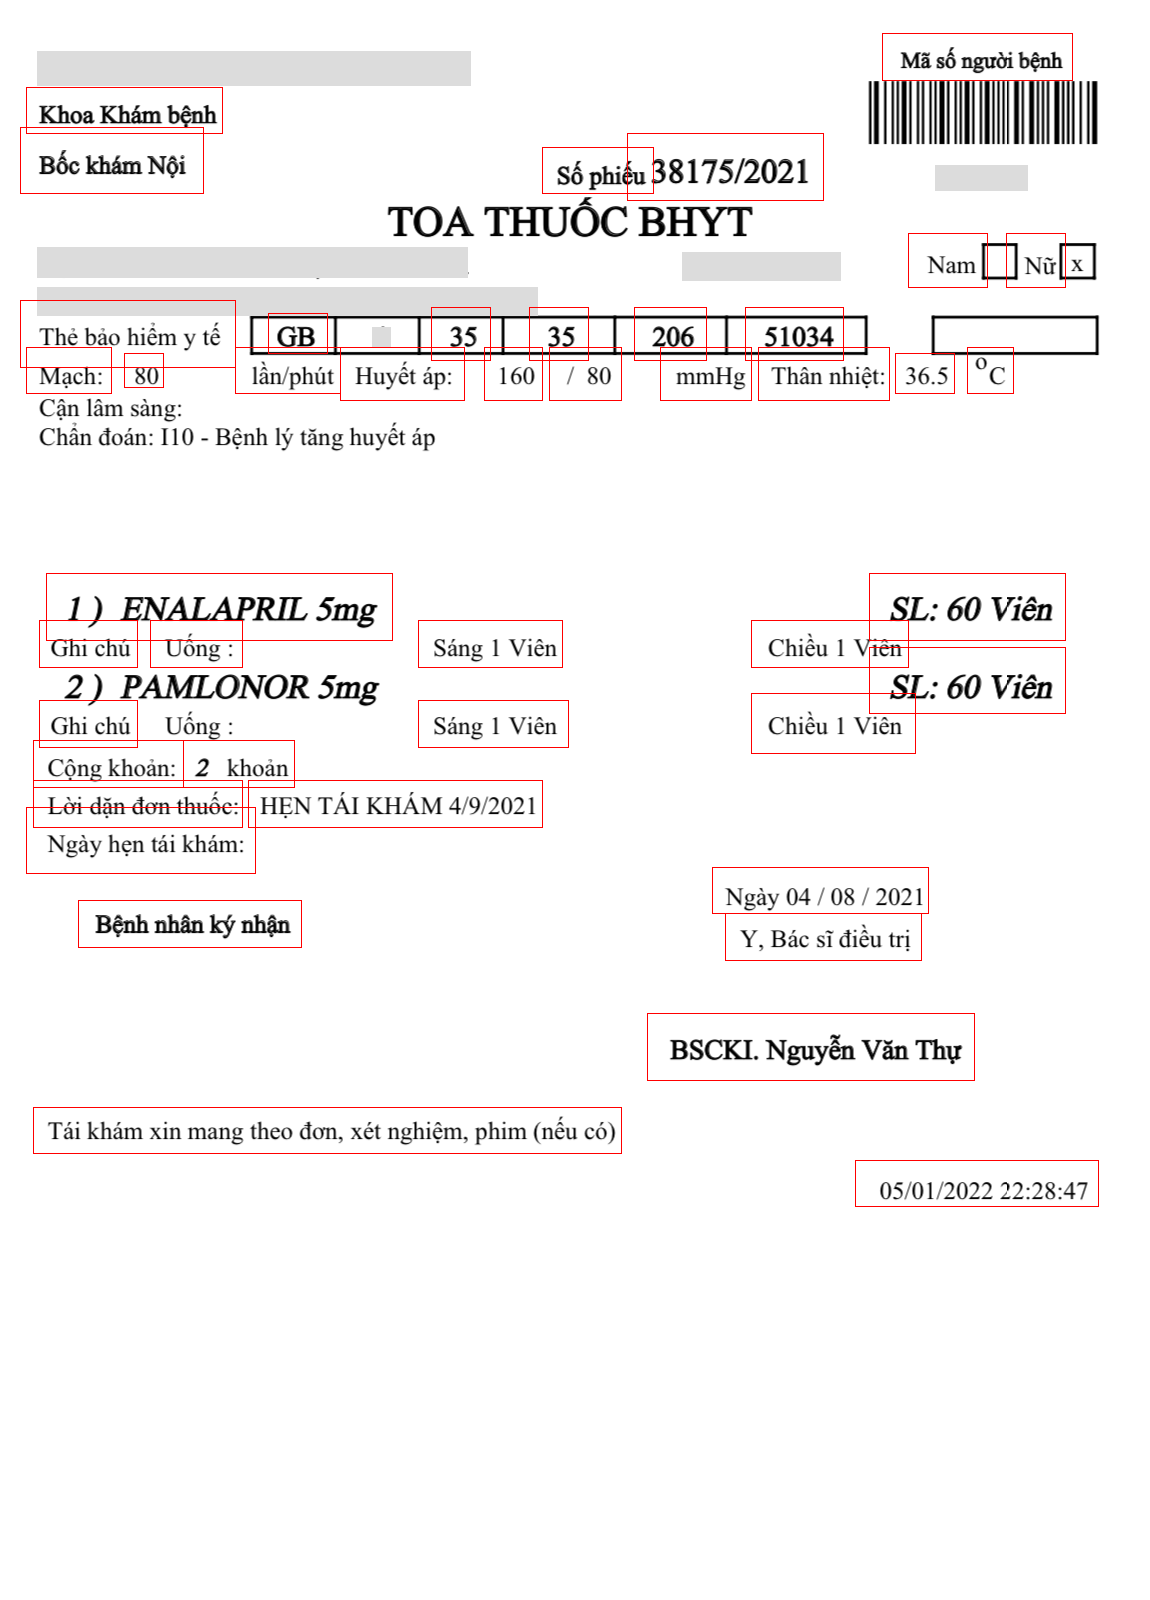 Mã số người bệnh
Khoa Khám bệnh
Bốc khám Nội
Số phiếu 38175/2021
TOA THUỐC BHYT
Nam Nữ x
Thẻ bảo hiểm y tế GB 35 35 206 51034
Mạch: 80 lần/phút Huyết áp: 160 / 80 mmHg Thân nhiệt: 36.5 °C
Cận lâm sàng:
Chẩn đoán: I10 - Bệnh lý tăng huyết áp
1 ) ENALAPRIL 5mg SL: 60 Viên
Ghi chú Uống : Sáng 1 Viên Chiều 1 Viên
2 ) PAMLONOR 5mg SL: 60 Viên
Ghi chú Uống : Sáng 1 Viên Chiều 1 Viên
Cộng khoản: 2 khoản
Lời dặn đơn thuốc: HẸN TÁI KHÁM 4/9/2021
Ngày hẹn tái khám:
Ngày 04 / 08 / 2021
Bệnh nhân ký nhận
Y, Bác sĩ điều trị
BSCKI. Nguyễn Văn Thự
Tái khám xin mang theo đơn, xét nghiệm, phim (nếu có)
05/01/2022 22:28:47